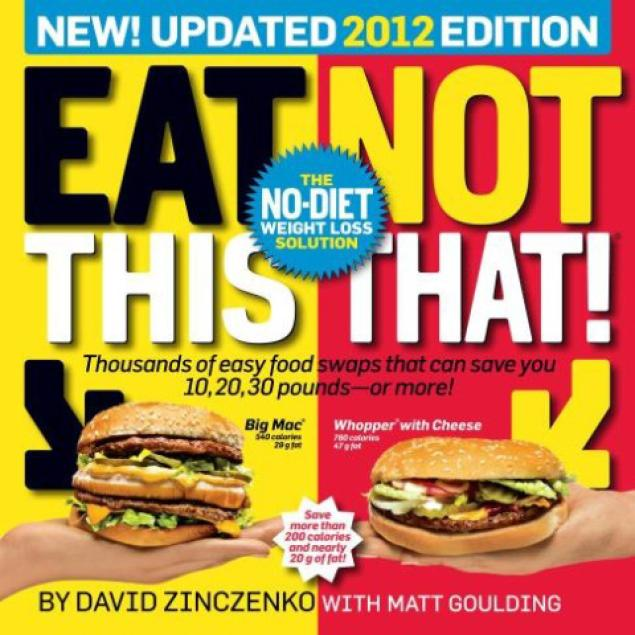 NEW! UPDATED 2012 EDITION
EAT NOT
THIS THAT!®
THE
NO-DIET
WEIGHT LOSS
SOLUTION
Thousands of easy food swaps that can save you
10,20,30 pounds—or more!
Big Mac®
540 calories
29 g fat
Whopper® with Cheese
760 calories
47 g fat
Save
more than
200 calories
and nearly
20 g of fat!
BY DAVID ZINCZENKO WITH MATT GOULDING